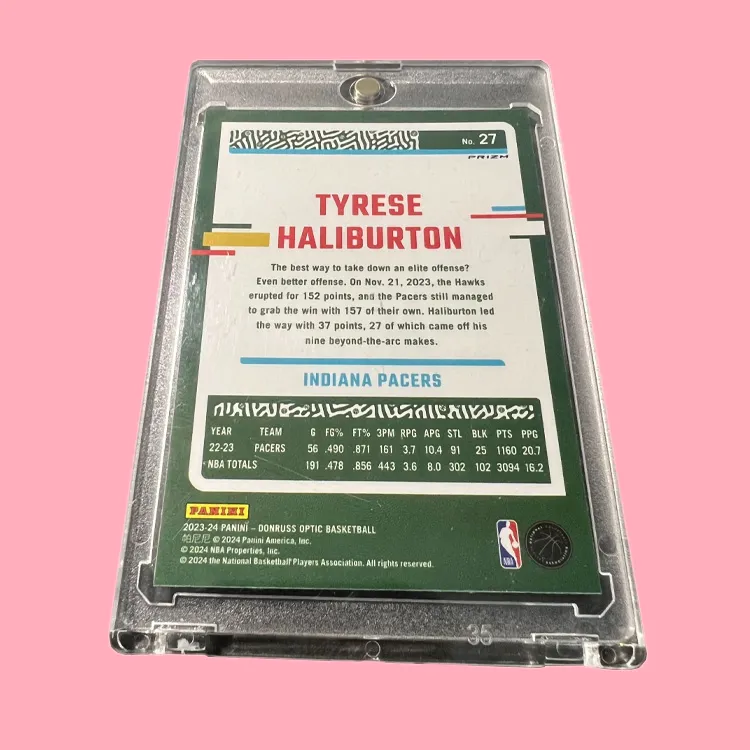 No. 27
PRIZM
TYRESE
HALIBURTON
The best way to take down an elite offense?
Even better offense. On Nov. 21, 2023, the Hawks
erupted for 152 points, and the Pacers still managed
to grab the win with 157 of their own. Haliburton led
the way with 37 points, 27 of which came off his
nine beyond-the-arc makes.
INDIANA PACERS
YEAR TEAM G FG% FT% 3PM RPG APG STL BLK PTS PPG
22-23 PACERS 56 .490 .871 161 3.7 10.4 91 25 1160 20.7
NBA TOTALS 191 .478 .856 443 3.6 8.0 302 102 3094 16.2
PANINI
2023-24 PANINI – DONRUSS OPTIC BASKETBALL
帕尼尼 © 2024 Panini America, Inc.
© 2024 NBA Properties, Inc.
© 2024 the National Basketball Players Association. All rights reserved.
NBA
35